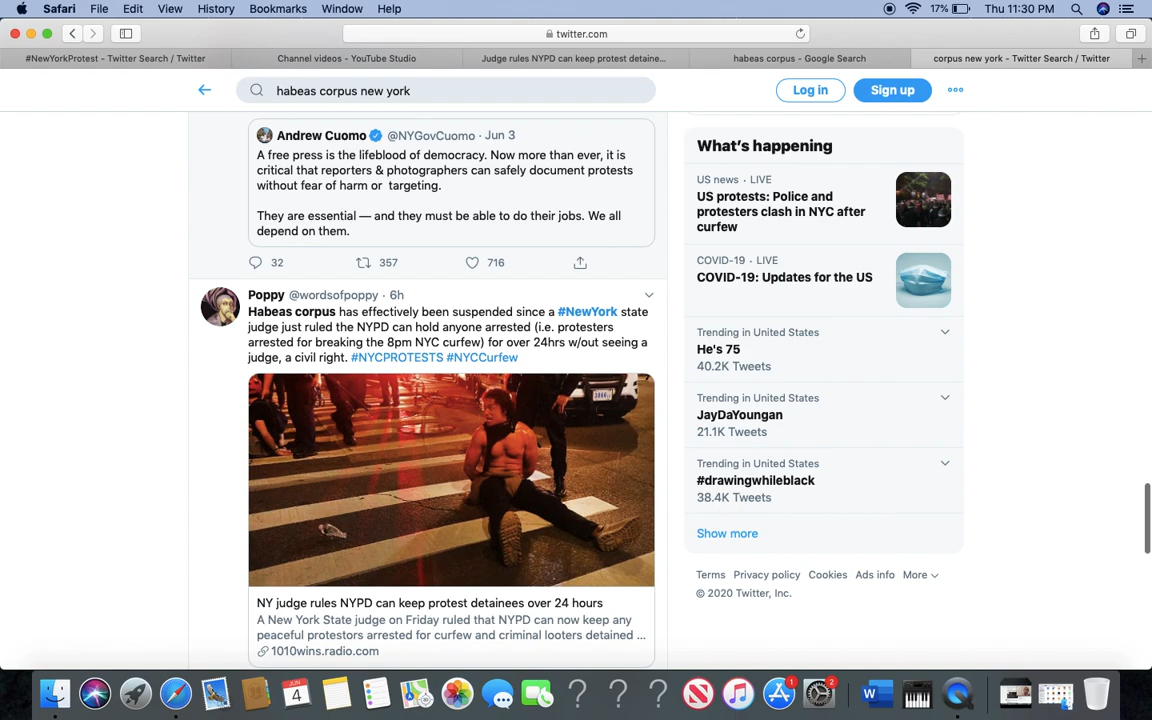 Safari File Edit View History Bookmarks Window Help 17% Thu 11:30 PM
twitter.com
#NewYorkProtest - Twitter Search / Twitter
Channel videos - YouTube Studio
Judge rules NYPD can keep protest detaine...
habeas corpus - Google Search
corpus new york - Twitter Search / Twitter
habeas corpus new york
Log in
Sign up
Andrew Cuomo @NYGovCuomo · Jun 3
A free press is the lifeblood of democracy. Now more than ever, it is
critical that reporters & photographers can safely document protests
without fear of harm or targeting.
They are essential — and they must be able to do their jobs. We all
depend on them.
32 357 716
Poppy @wordsofpoppy · 6h
Habeas corpus has effectively been suspended since a #NewYork state
judge just ruled the NYPD can hold anyone arrested (i.e. protesters
arrested for breaking the 8pm NYC curfew) for over 24hrs w/out seeing a
judge, a civil right. #NYCPROTESTS #NYCCurfew
NY judge rules NYPD can keep protest detainees over 24 hours
A New York State judge on Friday ruled that NYPD can now keep any
peaceful protestors arrested for curfew and criminal looters detained ...
1010wins.radio.com
What's happening
US news · LIVE
US protests: Police and
protesters clash in NYC after
curfew
COVID-19 · LIVE
COVID-19: Updates for the US
Trending in United States
He's 75
40.2K Tweets
Trending in United States
JayDaYoungan
21.1K Tweets
Trending in United States
#drawingwhileblack
38.4K Tweets
Show more
Terms Privacy policy Cookies Ads info More
© 2020 Twitter, Inc.
JUN
4
1
2